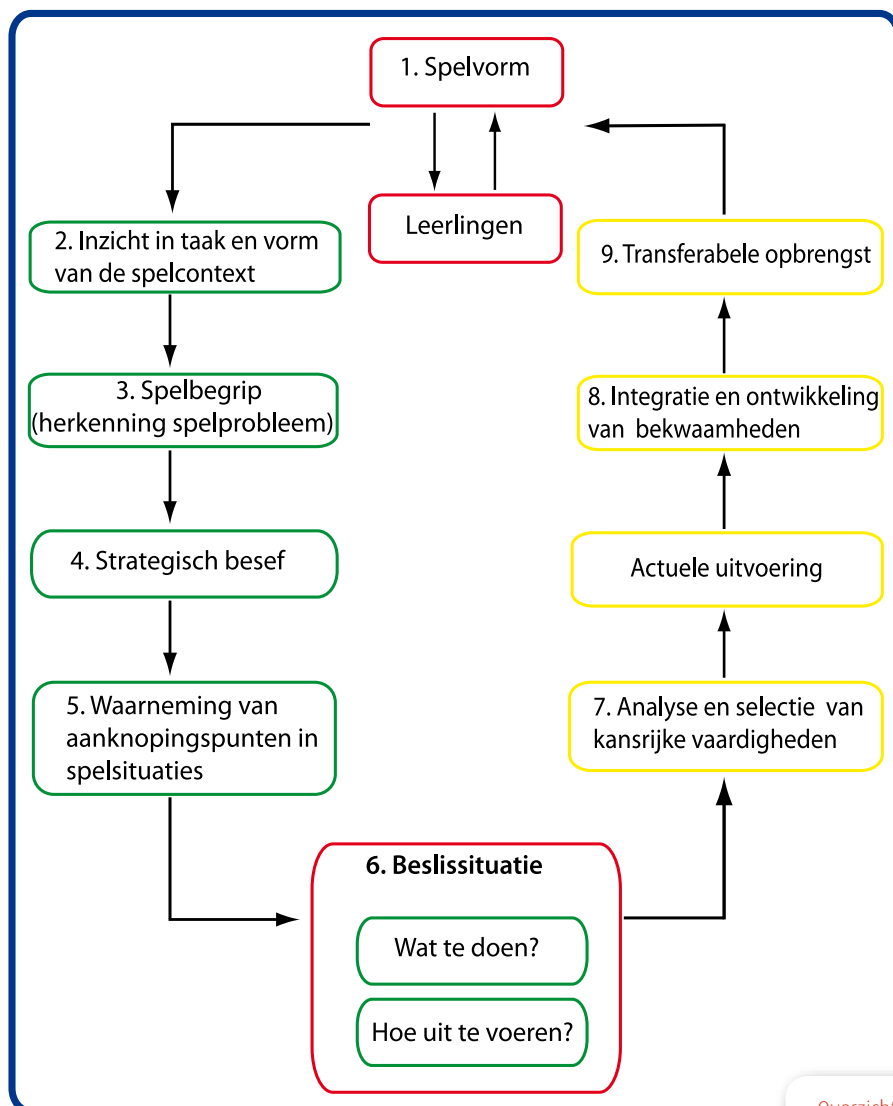 1. Spelvorm
Leerlingen
2. Inzicht in taak en vorm
van de spelcontext
3. Spelbegrip
(herkenning spelprobleem)
4. Strategisch besef
5. Waarneming van
aanknopingspunten in
spelsituaties
6. Beslissituatie
Wat te doen?
Hoe uit te voeren?
7. Analyse en selectie van
kansrijke vaardigheden
Actuele uitvoering
8. Integratie en ontwikkeling
van bekwaamheden
9. Transferabele opbrengst
Overzicht